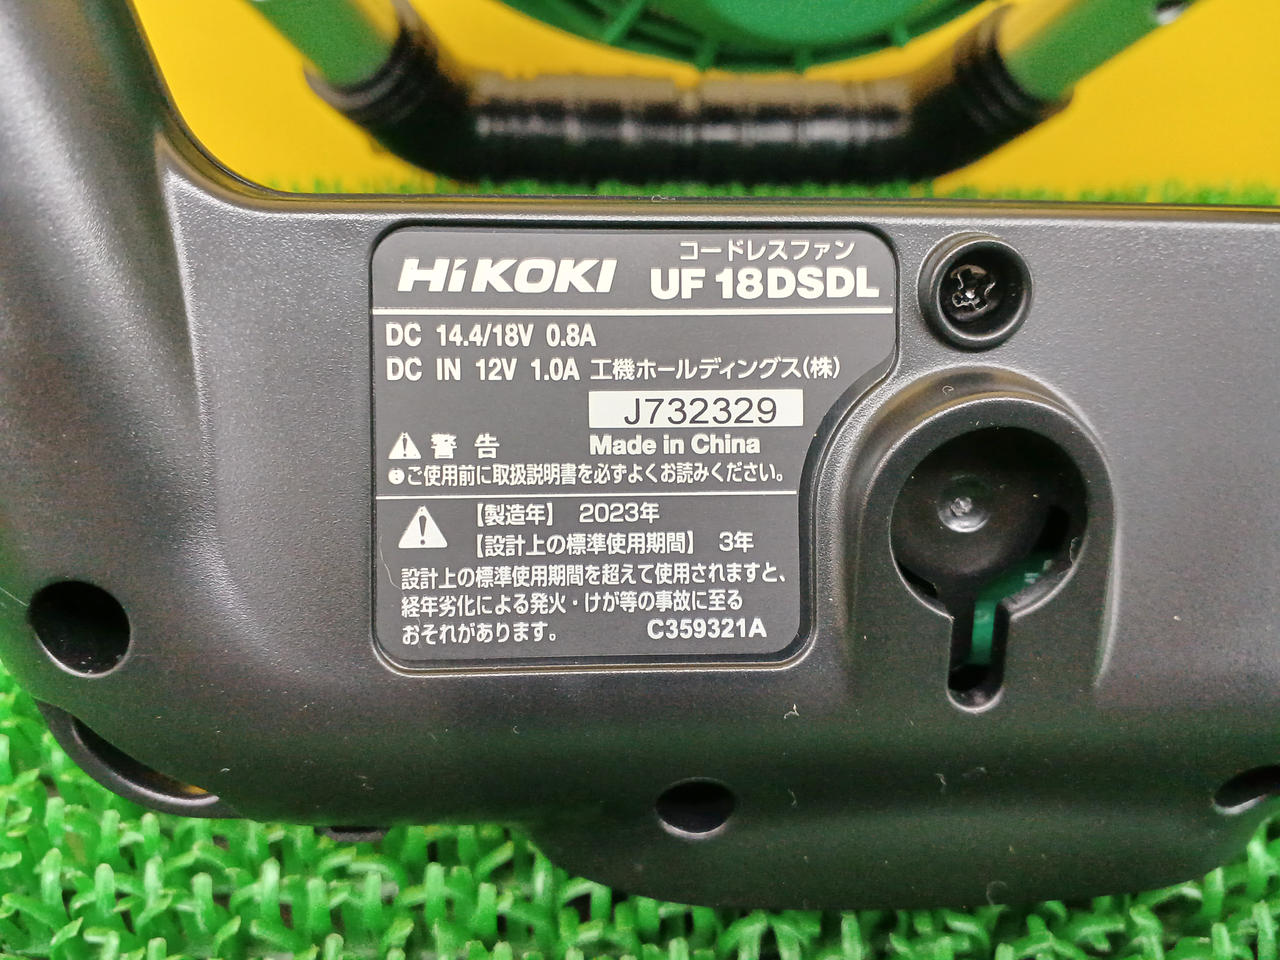 コードレスファン
HiKOKI UF 18DSDL
DC 14.4/18V 0.8A
DC IN 12V 1.0A 工機ホールディングス(株)
J732329
⚠ 警告 Made in China
●ご使用前に取扱説明書を必ずよくお読みください。
【製造年】 2023年
【設計上の標準使用期間】 3年
設計上の標準使用期間を超えて使用されますと、
経年劣化による発火・けが等の事故に至る
おそれがあります。 C359321A